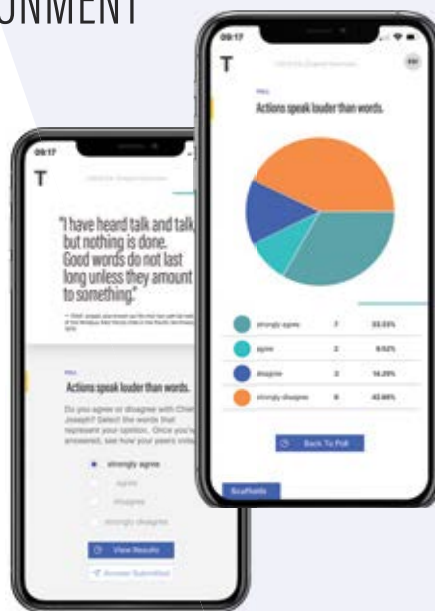 ONMENT
09:17
T
POLL
Actions speak louder than words.
strongly agree 7 33.33%
agree 2 9.52%
disagree 3 14.29%
strongly disagree 9 42.86%
Back To Poll
Scaffolds
09:17
T
"I have heard talk and talk,
but nothing is done.
Good words do not last
long unless they amount
to something."
POLL
Actions speak louder than words.
Do you agree or disagree with Chief
Joseph? Select the words that
represent your opinion. Once you've
answered, see how your peers voted
strongly agree
agree
disagree
strongly disagree
View Results
Answer Submitted